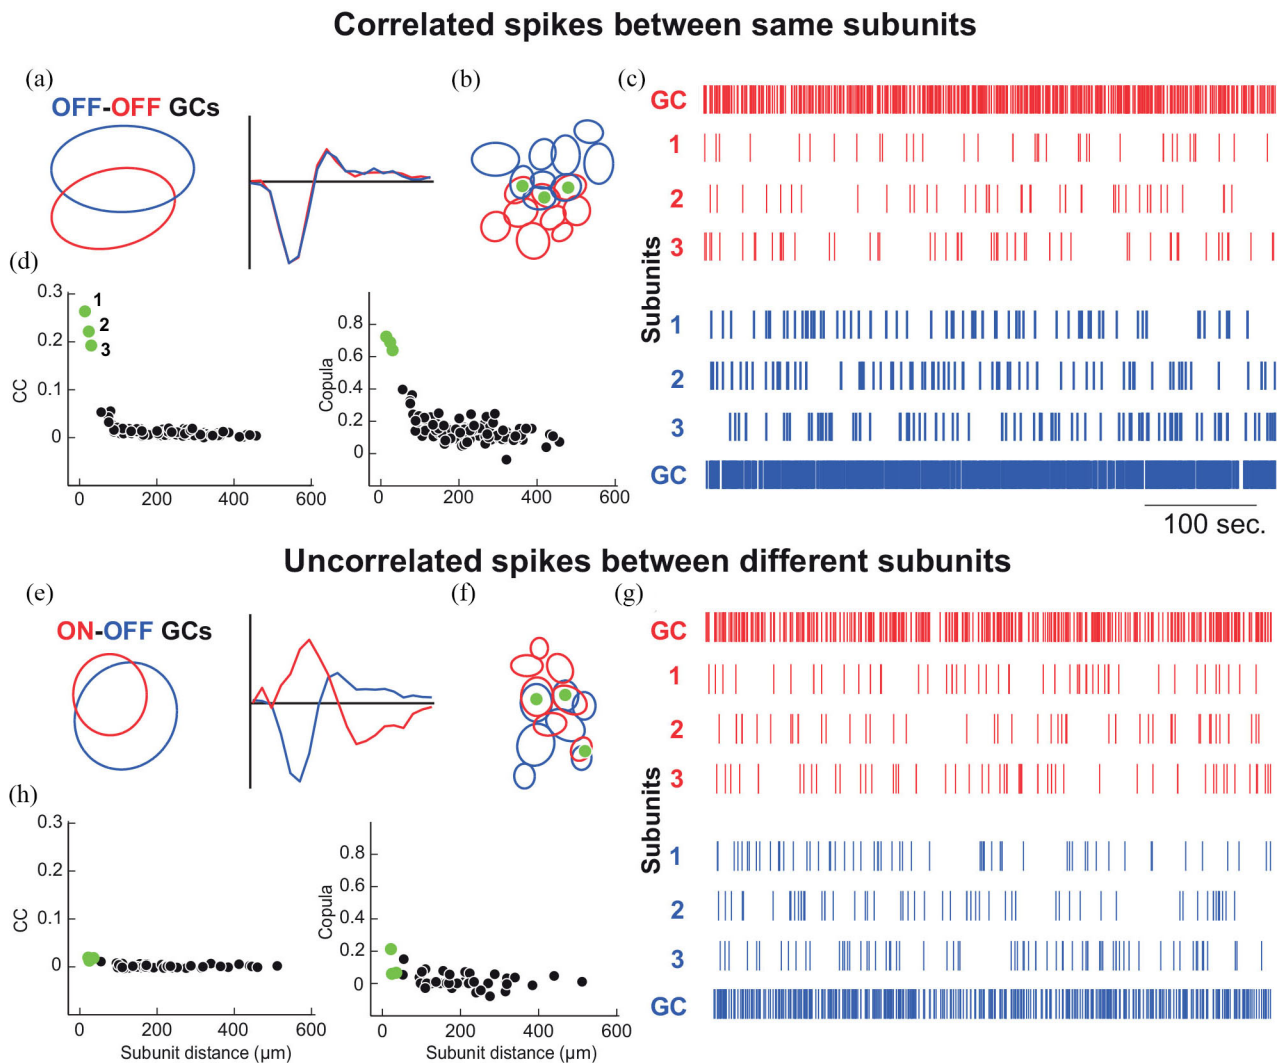 Correlated spikes between same subunits
(a)
(b)
(c)
OFF-OFF GCs
GC
1
2
3
Subunits
1
2
3
GC
100 sec.
(d)
0.3
0.2
0.1
0
CC
1
2
3
0 200 400 600
0.8
0.6
0.4
0.2
0
Copula
0 200 400 600
Uncorrelated spikes between different subunits
(e)
(f)
(g)
ON-OFF GCs
GC
1
2
3
Subunits
1
2
3
GC
(h)
0.3
0.2
0.1
0
CC
0 200 400 600
Subunit distance (μm)
0.8
0.6
0.4
0.2
0
Copula
0 200 400 600
Subunit distance (μm)